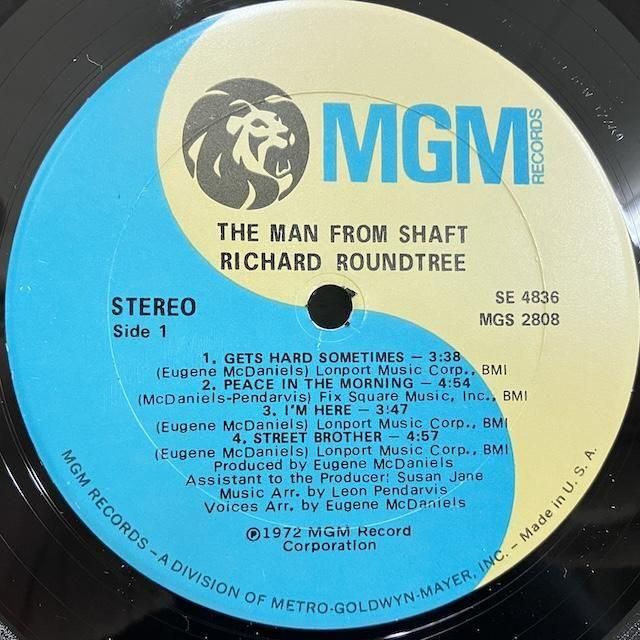 MGM
RECORDS
THE MAN FROM SHAFT
RICHARD ROUNDTREE
STEREO
Side 1
SE 4836
MGS 2808
1. GETS HARD SOMETIMES – 3:38
(Eugene McDaniels) Lonport Music Corp., BMI
2. PEACE IN THE MORNING – 4:54
(McDaniels-Pendarvis) Fix Square Music, Inc., BMI
3. I'M HERE – 3:47
(Eugene McDaniels) Lonport Music Corp., BMI
4. STREET BROTHER – 4:57
(Eugene McDaniels) Lonport Music Corp., BMI
Produced by Eugene McDaniels
Assistant to the Producer: Susan Jane
Music Arr. by Leon Pendarvis
Voices Arr. by Eugene McDaniels
℗1972 MGM Record
Corporation
MGM RECORDS – A DIVISION OF METRO-GOLDWYN-MAYER, INC. – Made in U. S. A.